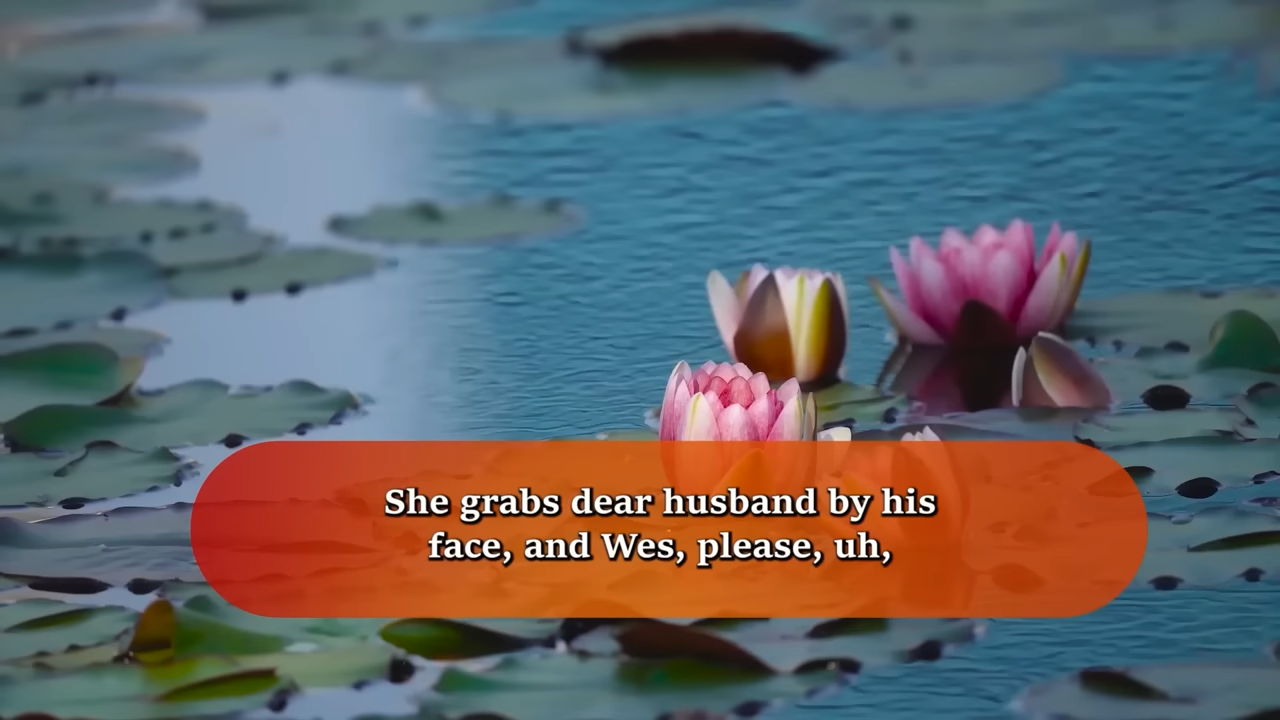 She grabs dear husband by his
face, and Wes, please, uh,